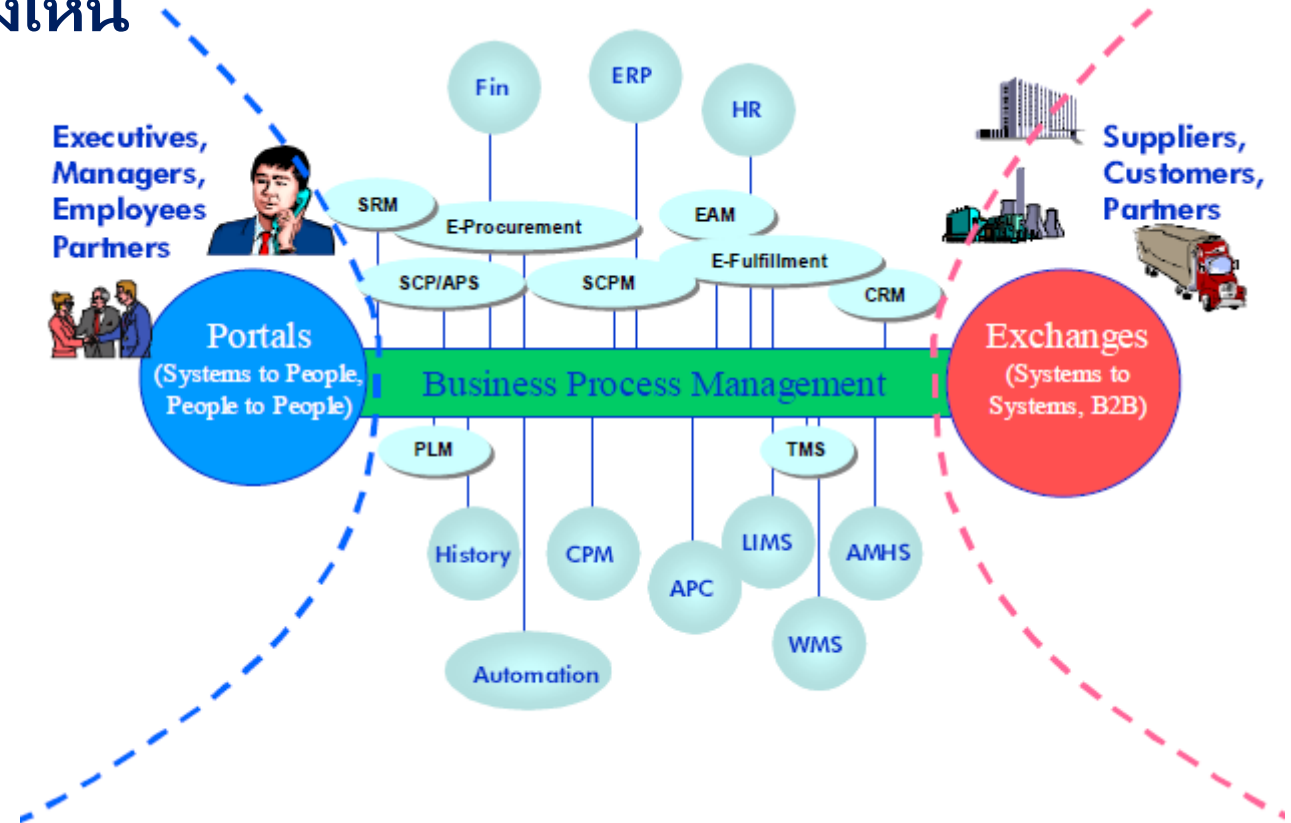 Fin
ERP
HR
Executives,
Managers,
Employees
Partners
Suppliers,
Customers,
Partners
SRM
E-Procurement
EAM
E-Fulfillment
SCP/APS
SCPM
CRM
Portals
(Systems to People,
People to People)
Business Process Management
Exchanges
(Systems to
Systems, B2B)
PLM
TMS
History
CPM
APC
LIMS
AMHS
WMS
Automation